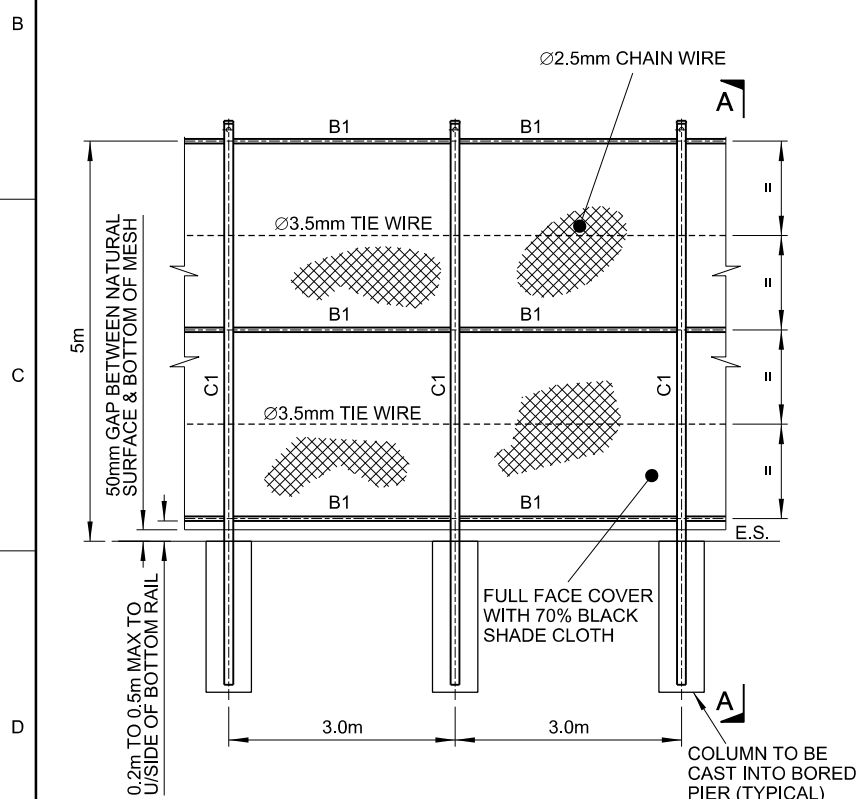 B
∅2.5mm CHAIN WIRE
A
B1
B1
∅3.5mm TIE WIRE
=
=
B1
B1
5m
50mm GAP BETWEEN NATURAL
SURFACE & BOTTOM OF MESH
C
C1
C1
C1
=
∅3.5mm TIE WIRE
=
B1
B1
E.S.
0.2m TO 0.5m MAX TO
U/SIDE OF BOTTOM RAIL
FULL FACE COVER
WITH 70% BLACK
SHADE CLOTH
D
3.0m
3.0m
A
COLUMN TO BE
CAST INTO BORED
PIER (TYPICAL)